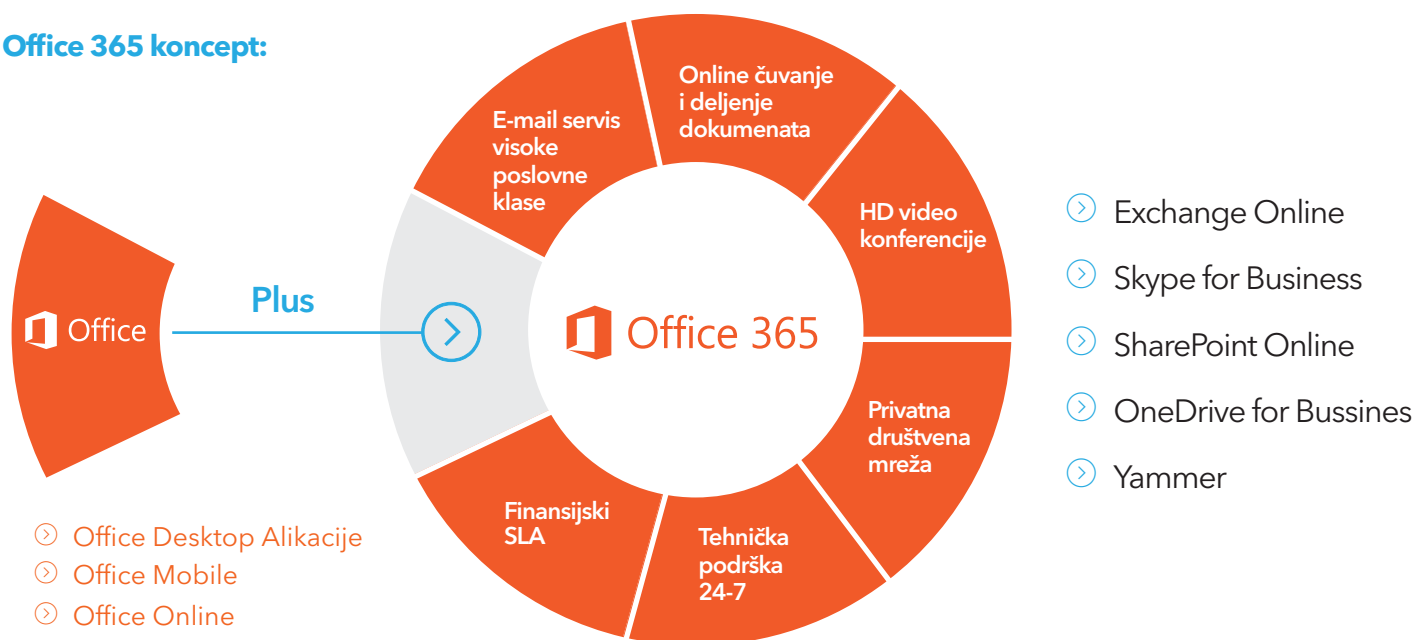 Office 365 koncept:
Office
Plus
Office Desktop Alikacije
Office Mobile
Office Online
E-mail servis
visoke
poslovne
klase
Online čuvanje
i deljenje
dokumenata
HD video
konferencije
Privatna
društvena
mreža
Tehnička
podrška
24-7
Finansijski
SLA
Office 365
Exchange Online
Skype for Business
SharePoint Online
OneDrive for Bussines
Yammer